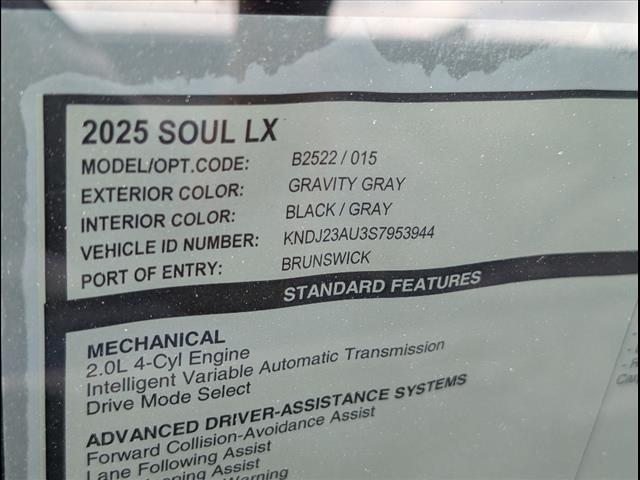 2025 SOUL LX
MODEL/OPT.CODE: B2522 / 015
EXTERIOR COLOR: GRAVITY GRAY
INTERIOR COLOR: BLACK / GRAY
VEHICLE ID NUMBER: KNDJ23AU3S7953944
PORT OF ENTRY: BRUNSWICK
STANDARD FEATURES
MECHANICAL
2.0L 4-Cyl Engine
Intelligent Variable Automatic Transmission
Drive Mode Select
ADVANCED DRIVER-ASSISTANCE SYSTEMS
Forward Collision-Avoidance Assist
Lane Following Assist
Assist
Warning